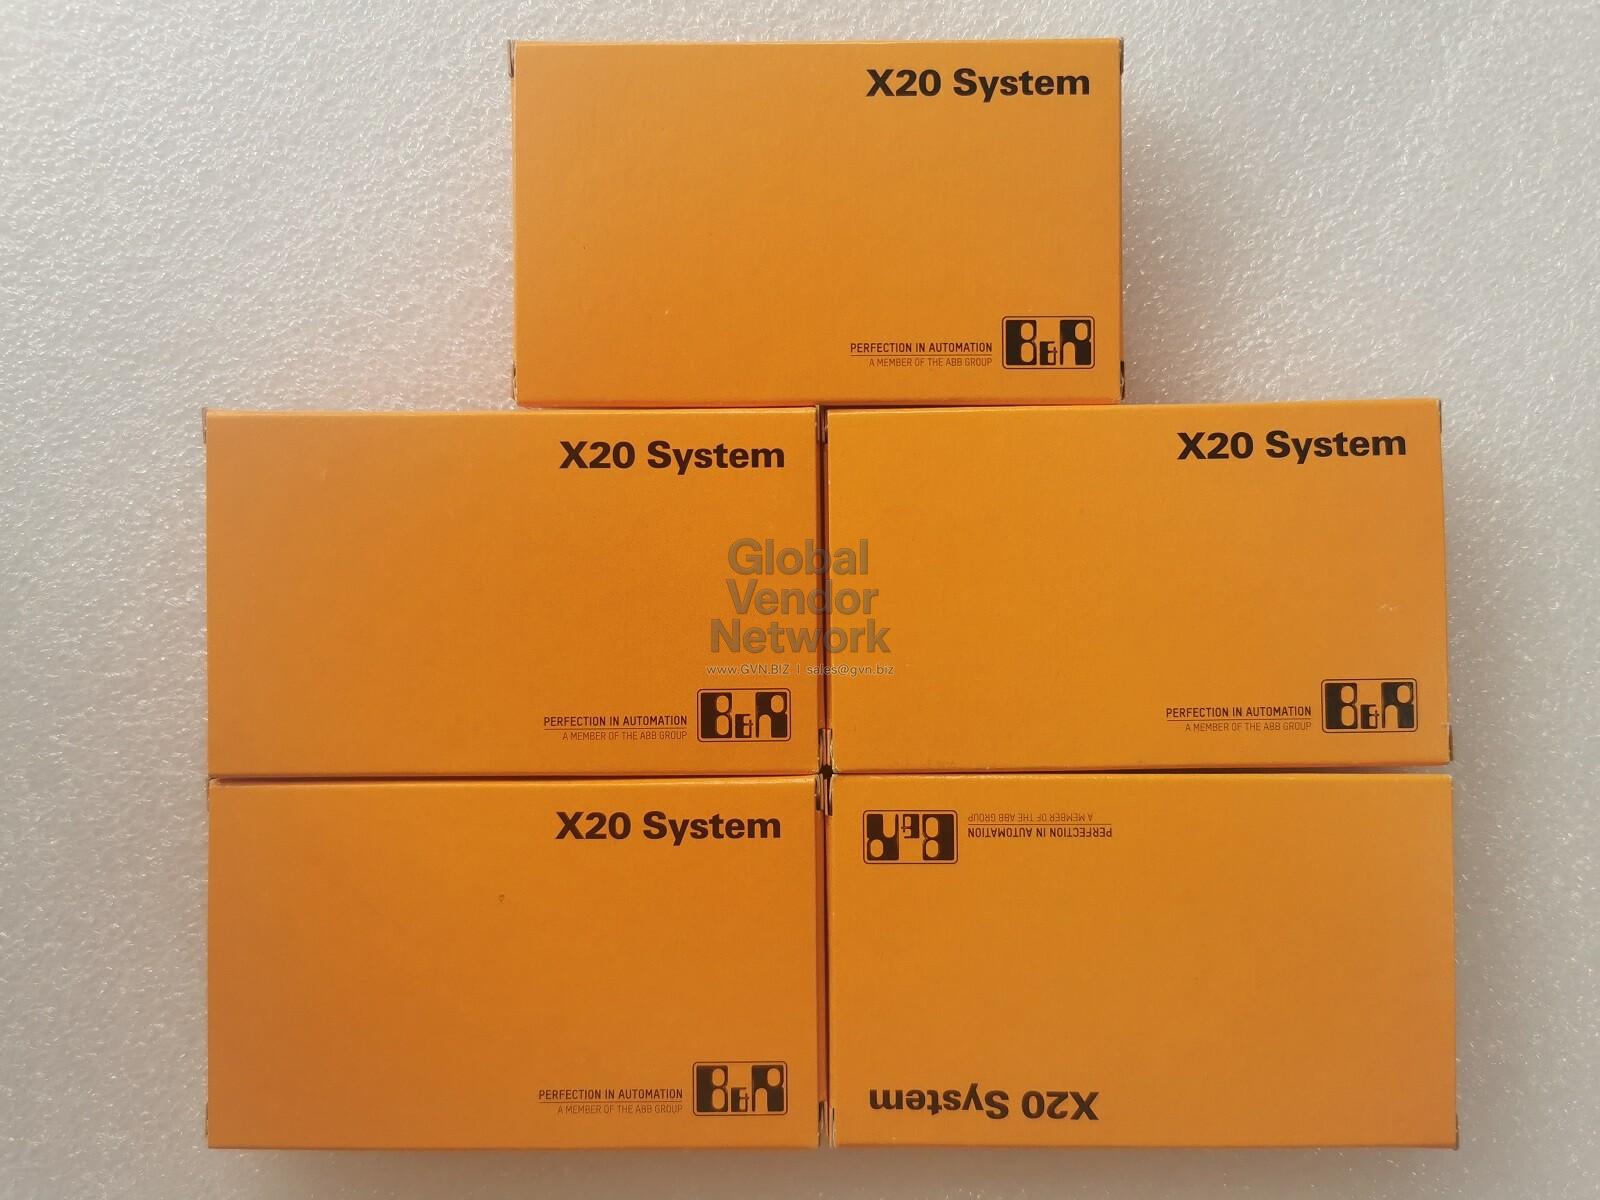 X20 System
PERFECTION IN AUTOMATION
A MEMBER OF THE ABB GROUP
B&R
X20 System
X20 System
Global
Vendor
Network
www.GVN.BIZ | sales@gvn.biz
PERFECTION IN AUTOMATION
A MEMBER OF THE ABB GROUP
B&R
PERFECTION IN AUTOMATION
A MEMBER OF THE ABB GROUP
B&R
X20 System
PERFECTION IN AUTOMATION
A MEMBER OF THE ABB GROUP
B&R
X20 System
PERFECTION IN AUTOMATION
A MEMBER OF THE ABB GROUP
B&R